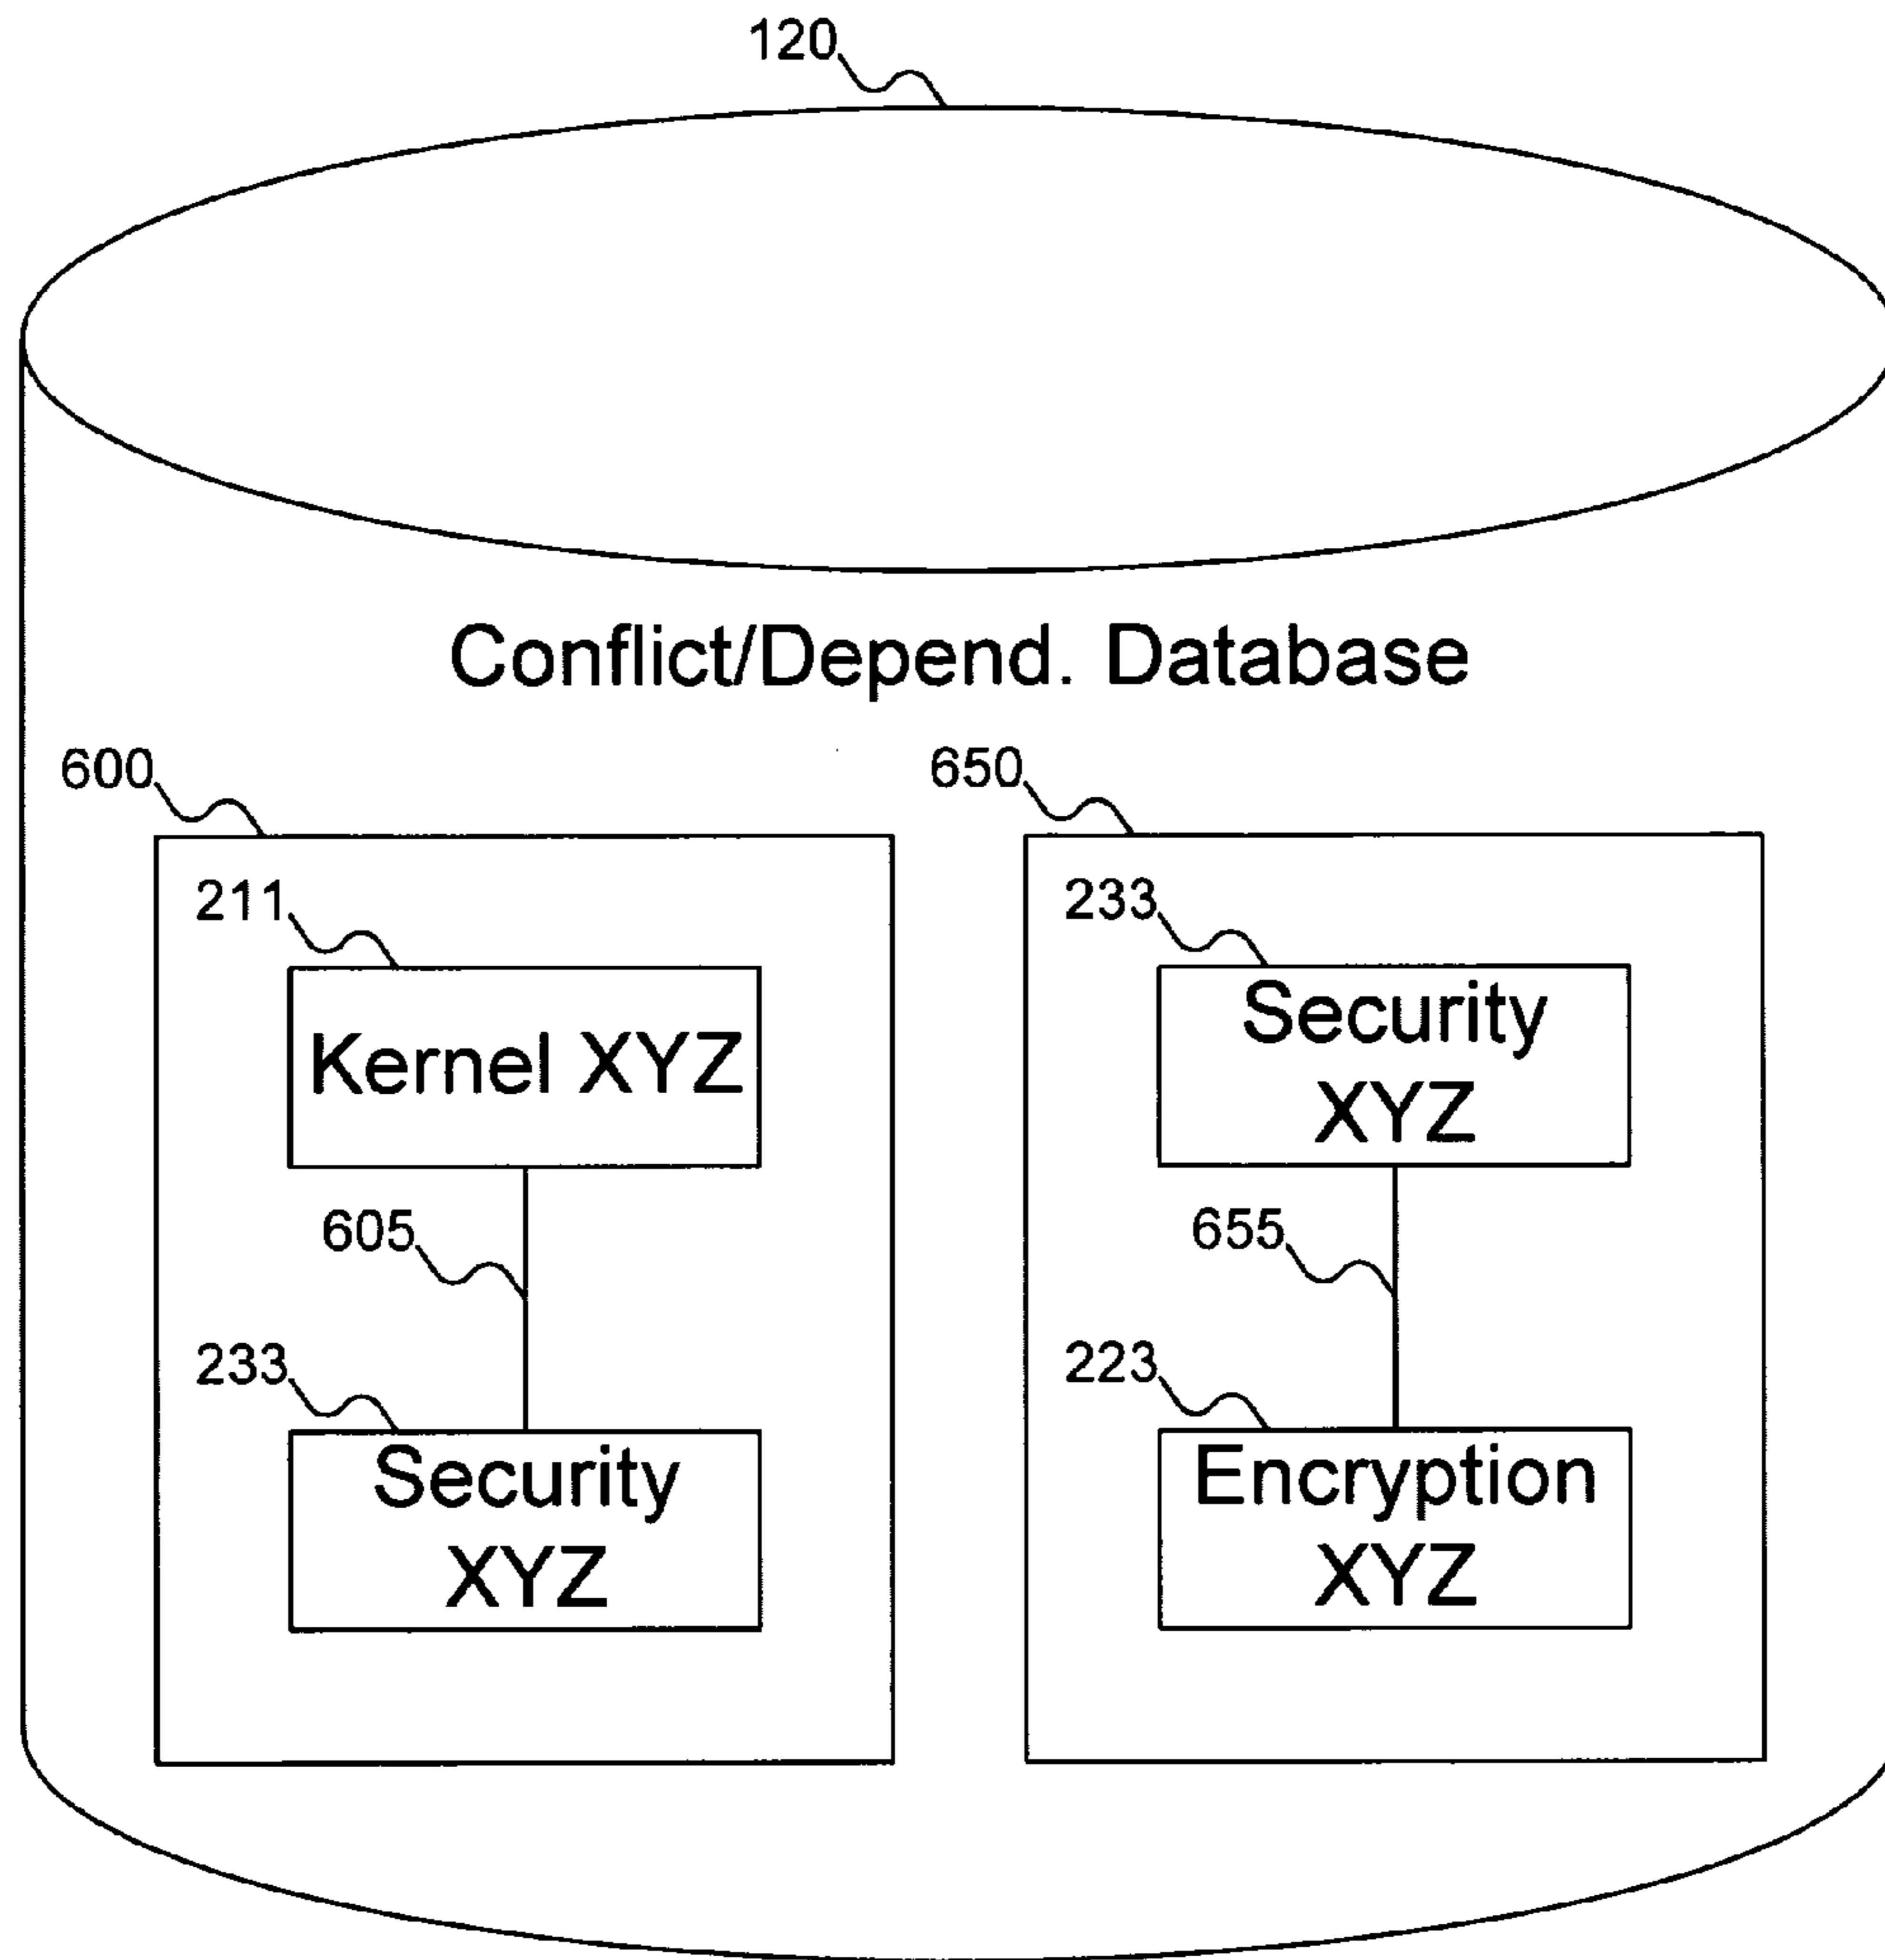 120
Conflict/Depend. Database
600
650
211
233
Kernel XYZ
Security
XYZ
605
655
233
223
Security
XYZ
Encryption
XYZ